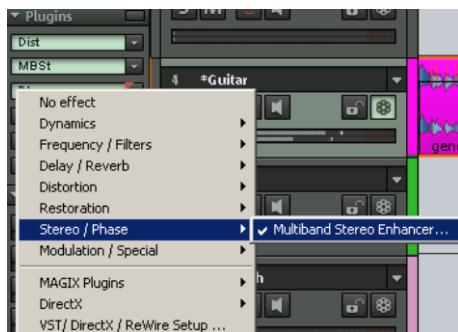 Plugins
S M
Dist
MBSt
4 *Guitar
No effect
Dynamics
Frequency / Filters
Delay / Reverb
Distortion
Restoration
Stereo / Phase
Multiband Stereo Enhancer...
Modulation / Special
MAGIX Plugins
DirectX
VST/ DirectX / ReWire Setup ...